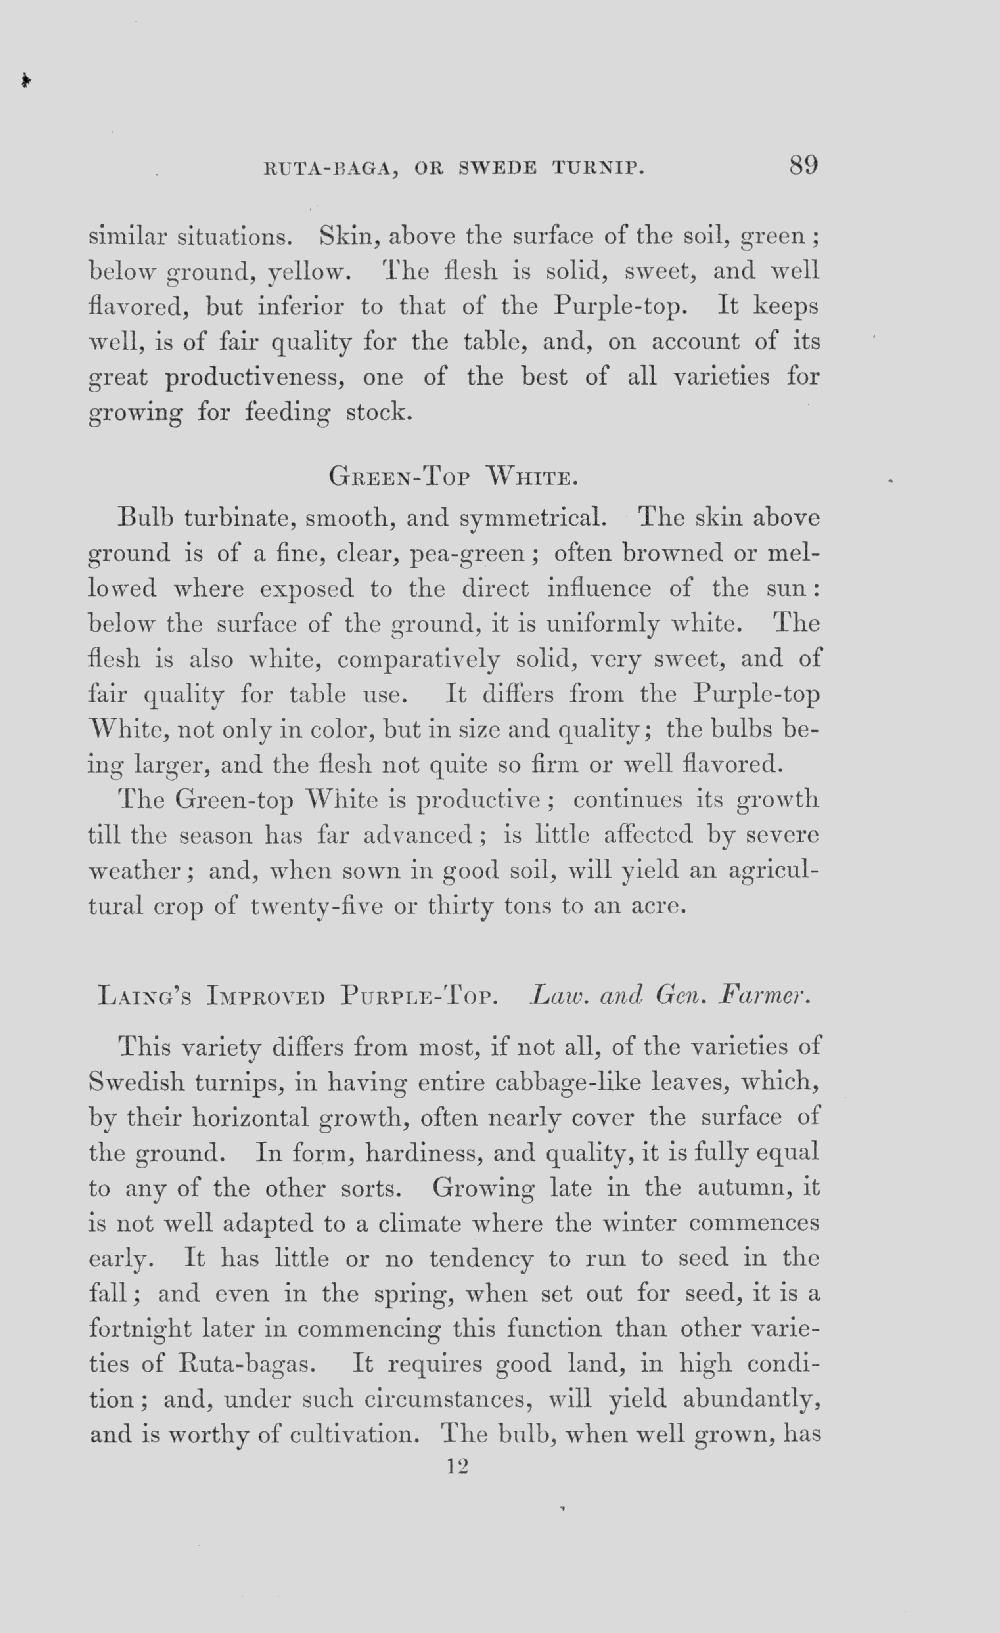 RUTA-BAGA, OR SWEDE TURNIP. 89
similar situations. Skin, above the surface of the soil, green;
below ground, yellow. The flesh is solid, sweet, and well
flavored, but inferior to that of the Purple-top. It keeps
well, is of fair quality for the table, and, on account of its
great productiveness, one of the best of all varieties for
growing for feeding stock.
GREEN-TOP WHITE.
Bulb turbinate, smooth, and symmetrical. The skin above
ground is of a fine, clear, pea-green; often browned or mel-
lowed where exposed to the direct influence of the sun:
below the surface of the ground, it is uniformly white. The
flesh is also white, comparatively solid, very sweet, and of
fair quality for table use. It differs from the Purple-top
White, not only in color, but in size and quality; the bulbs be-
ing larger, and the flesh not quite so firm or well flavored.
The Green-top White is productive; continues its growth
till the season has far advanced; is little affected by severe
weather; and, when sown in good soil, will yield an agricul-
tural crop of twenty-five or thirty tons to an acre.
LAING'S IMPROVED PURPLE-TOP. Law. and Gen. Farmer.
This variety differs from most, if not all, of the varieties of
Swedish turnips, in having entire cabbage-like leaves, which,
by their horizontal growth, often nearly cover the surface of
the ground. In form, hardiness, and quality, it is fully equal
to any of the other sorts. Growing late in the autumn, it
is not well adapted to a climate where the winter commences
early. It has little or no tendency to run to seed in the
fall; and even in the spring, when set out for seed, it is a
fortnight later in commencing this function than other varie-
ties of Ruta-bagas. It requires good land, in high condi-
tion; and, under such circumstances, will yield abundantly,
and is worthy of cultivation. The bulb, when well grown, has
12